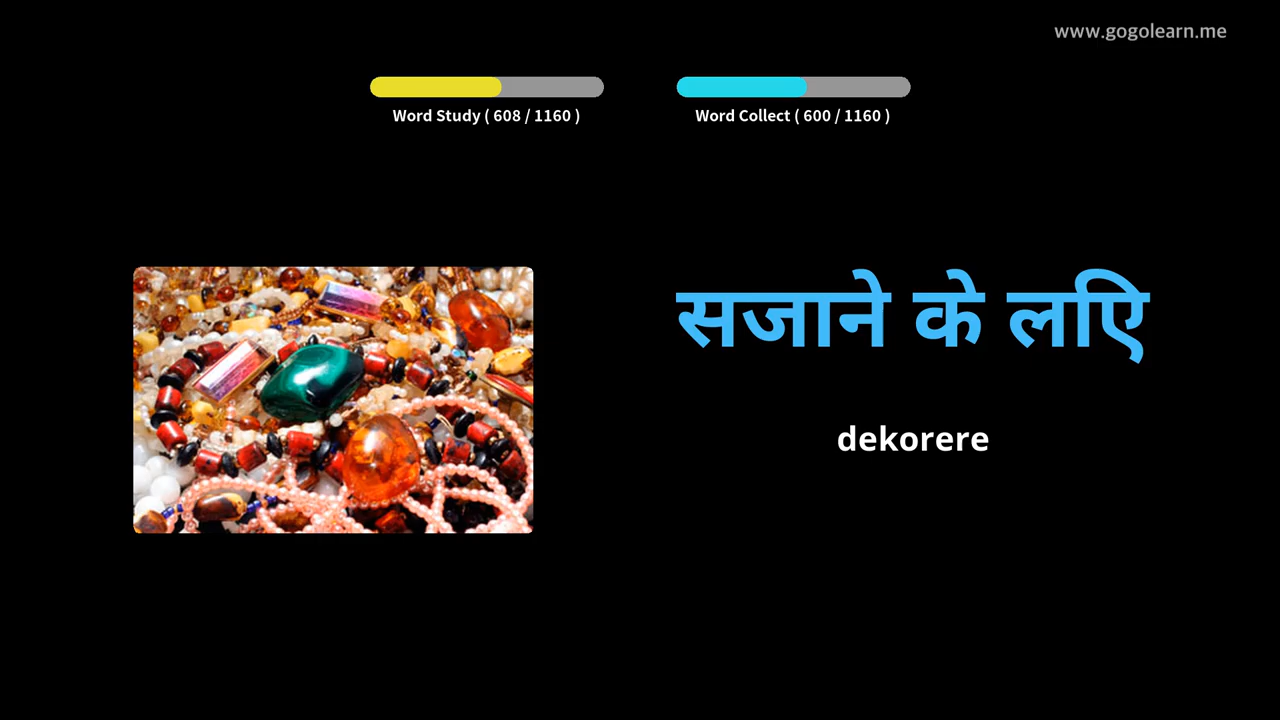 www.gogolearn.me
Word Study ( 608 / 1160 )
Word Collect ( 600 / 1160 )
सजाने के लिए
dekorere